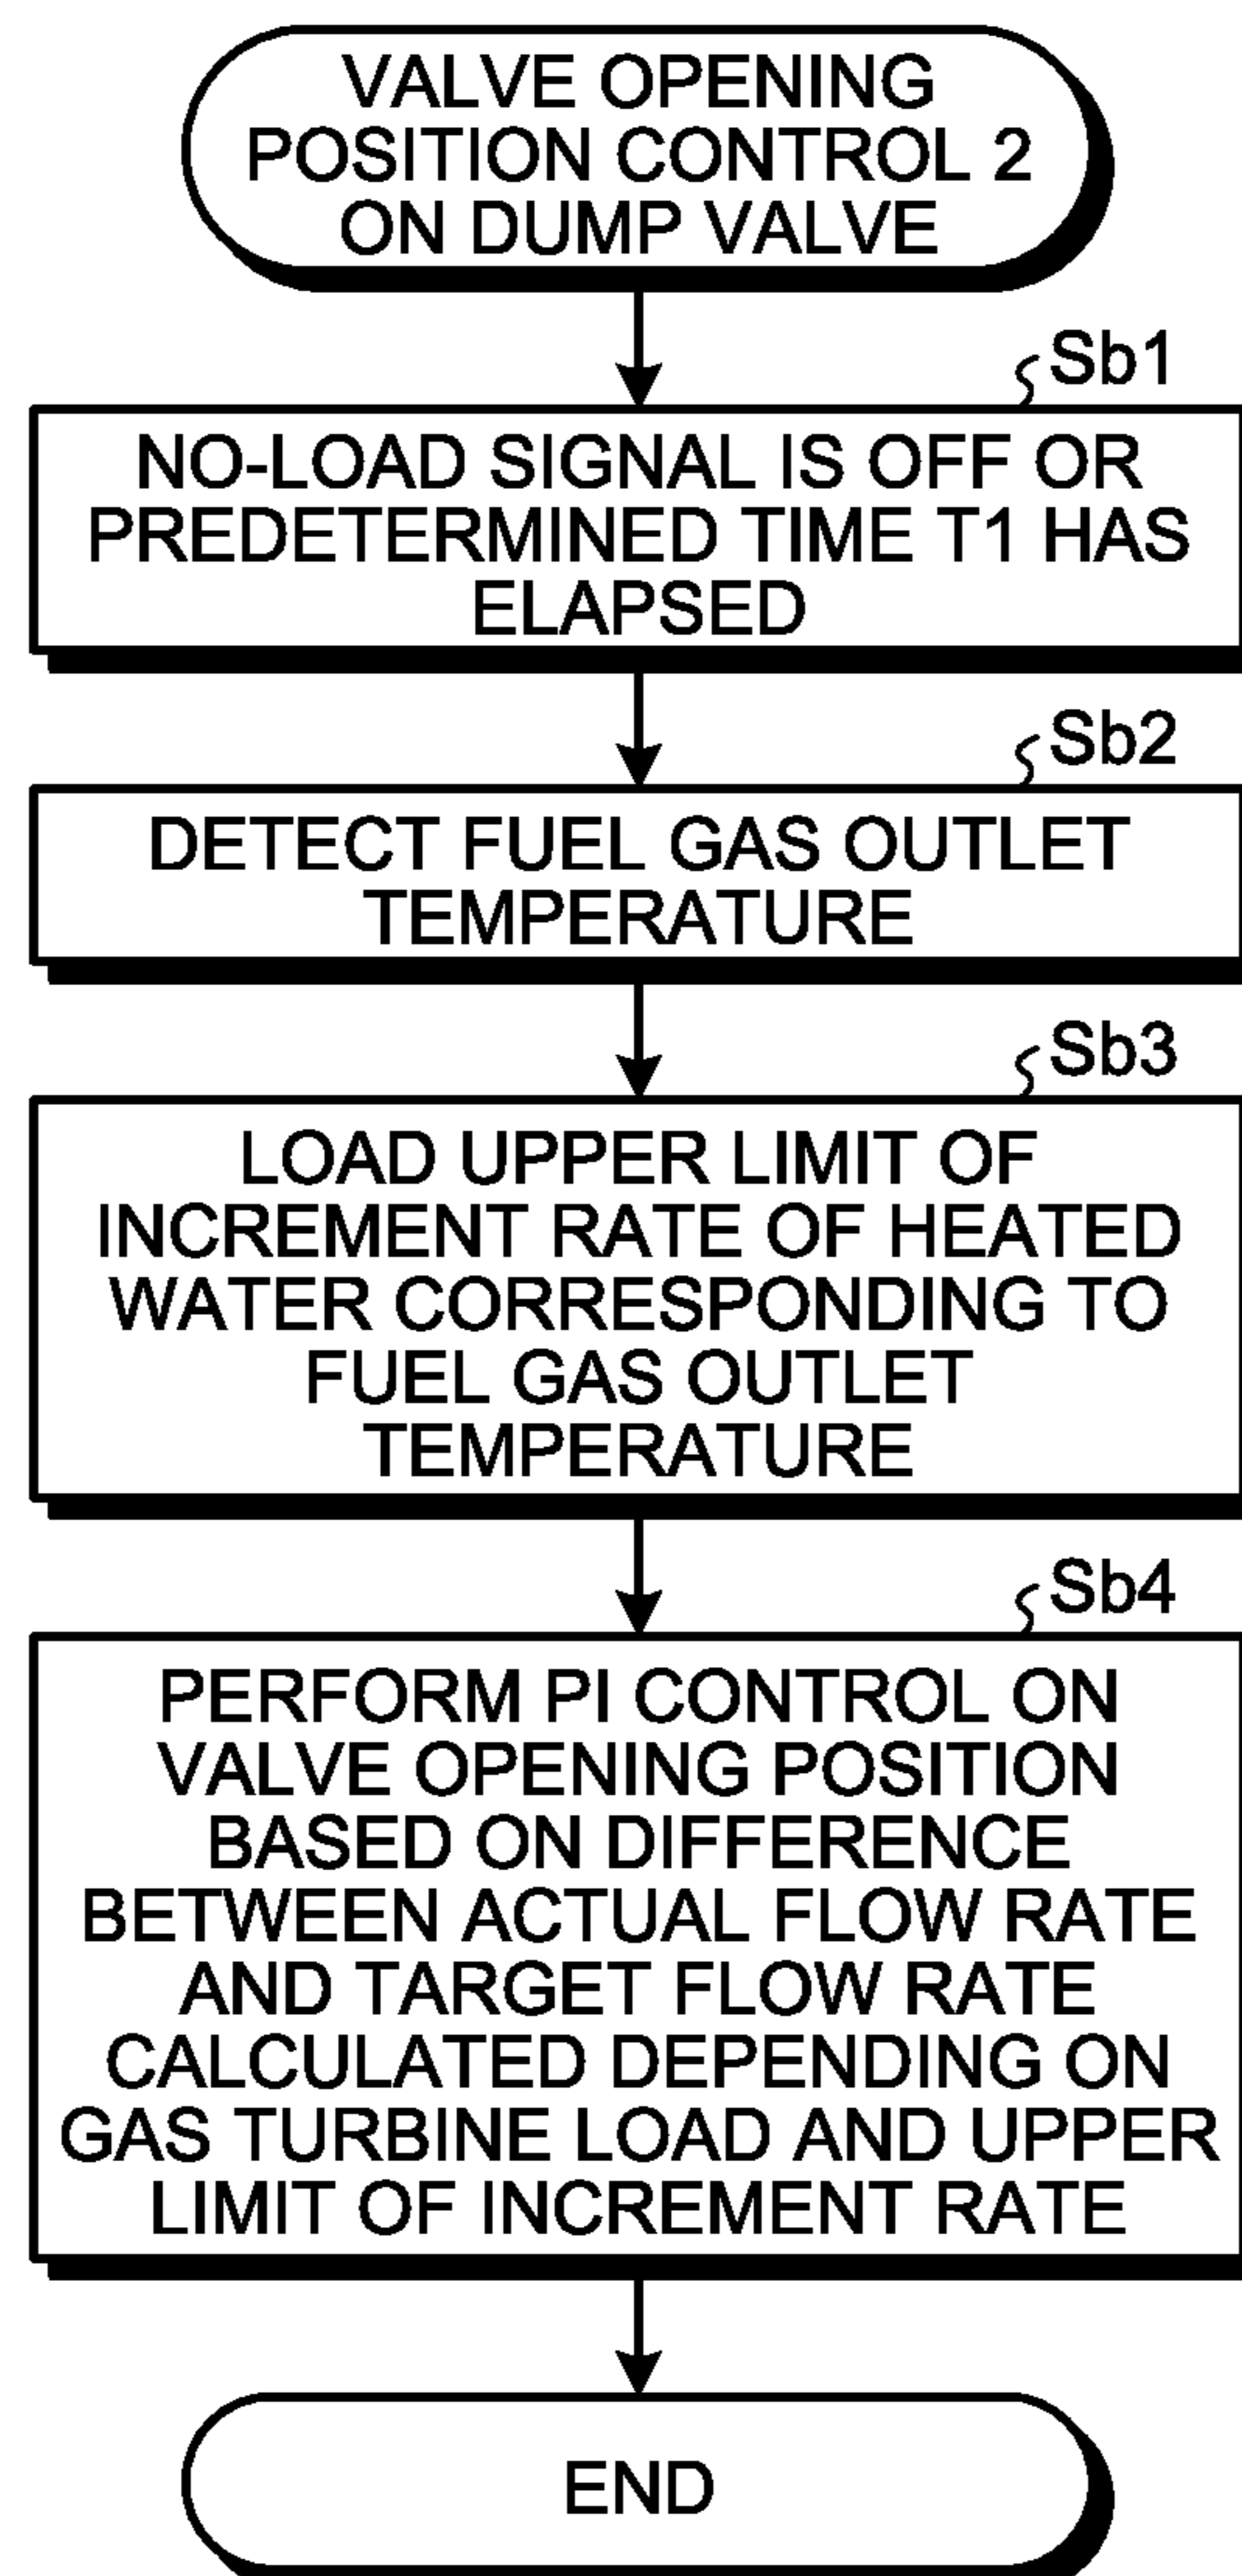 VALVE OPENING
POSITION CONTROL 2
ON DUMP VALVE
Sb1
NO-LOAD SIGNAL IS OFF OR
PREDETERMINED TIME T1 HAS
ELAPSED
Sb2
DETECT FUEL GAS OUTLET
TEMPERATURE
Sb3
LOAD UPPER LIMIT OF
INCREMENT RATE OF HEATED
WATER CORRESPONDING TO
FUEL GAS OUTLET
TEMPERATURE
Sb4
PERFORM PI CONTROL ON
VALVE OPENING POSITION
BASED ON DIFFERENCE
BETWEEN ACTUAL FLOW RATE
AND TARGET FLOW RATE
CALCULATED DEPENDING ON
GAS TURBINE LOAD AND UPPER
LIMIT OF INCREMENT RATE
END